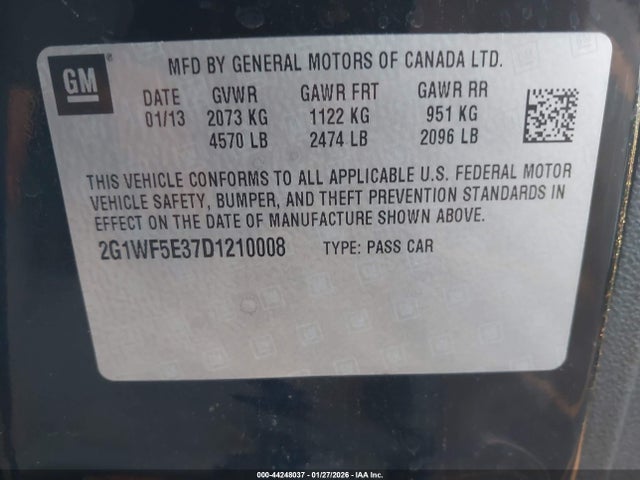 GM
MFD BY GENERAL MOTORS OF CANADA LTD.
DATE GVWR GAWR FRT GAWR RR
01/13 2073 KG 1122 KG 951 KG
4570 LB 2474 LB 2096 LB
THIS VEHICLE CONFORMS TO ALL APPLICABLE U.S. FEDERAL MOTOR
VEHICLE SAFETY, BUMPER, AND THEFT PREVENTION STANDARDS IN
EFFECT ON THE DATE OF MANUFACTURE SHOWN ABOVE.
2G1WF5E37D1210008 TYPE: PASS CAR
000-44248037 - 01/27/2026 - IAA Inc.